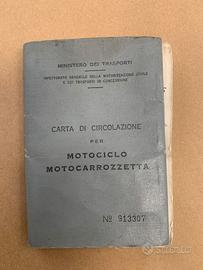 MINISTERO DEI TRASPORTI
ISPETTORATO GENERALE DELLA MOTORIZZAZIONE CIVILE
E DEI TRASPORTI IN CONCESSIONE
CARTA DI CIRCOLAZIONE
PER
MOTOCICLO
MOTOCARROZZETTA
Nº 913307
subito